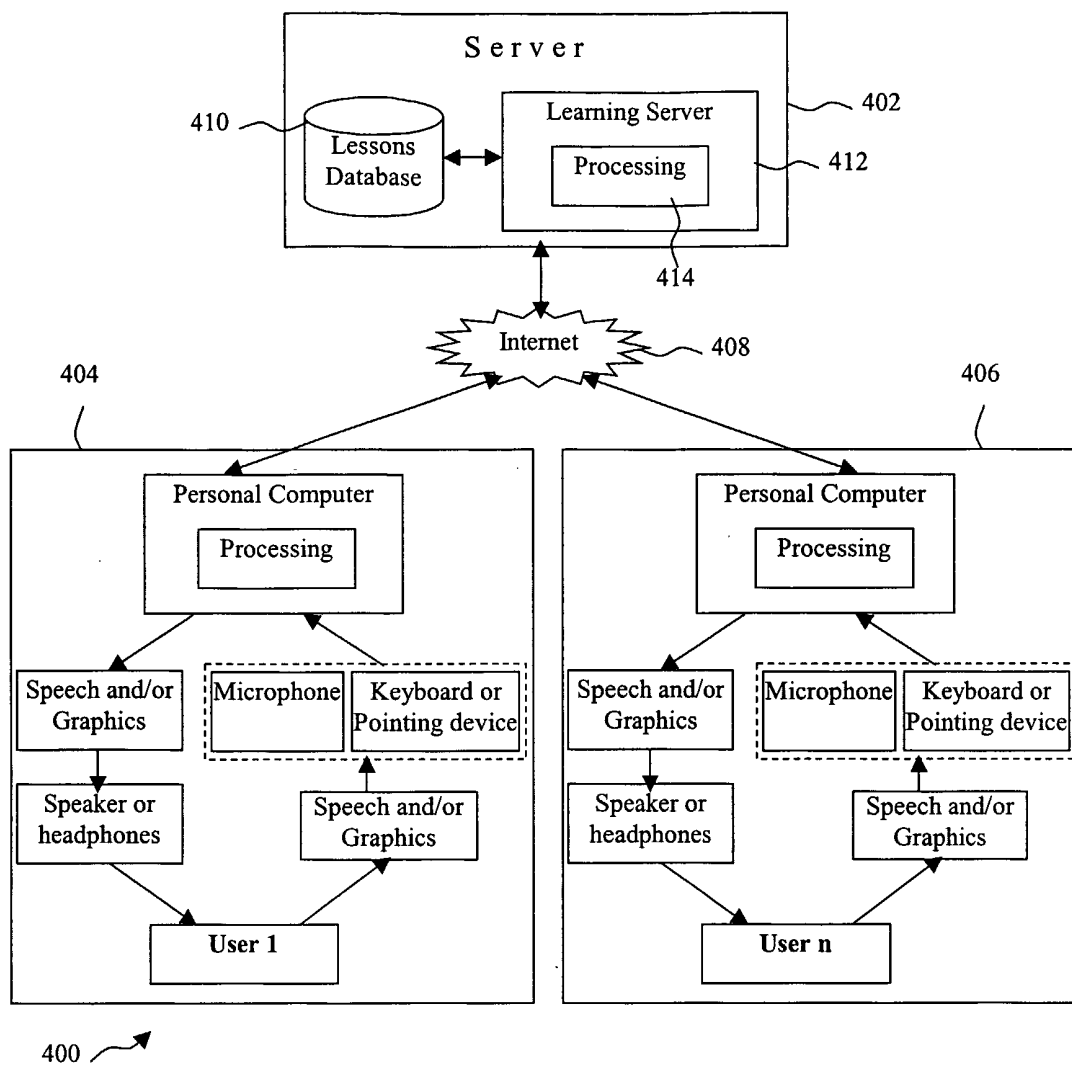 Server
402
410
Learning Server
Lessons
Database
Processing
412
414
Internet
408
404
406
Personal Computer
Processing
Speech and/or
Graphics
Microphone
Keyboard or
Pointing device
Speaker or
headphones
Speech and/or
Graphics
User 1
Personal Computer
Processing
Speech and/or
Graphics
Microphone
Keyboard or
Pointing device
Speaker or
headphones
Speech and/or
Graphics
User n
400